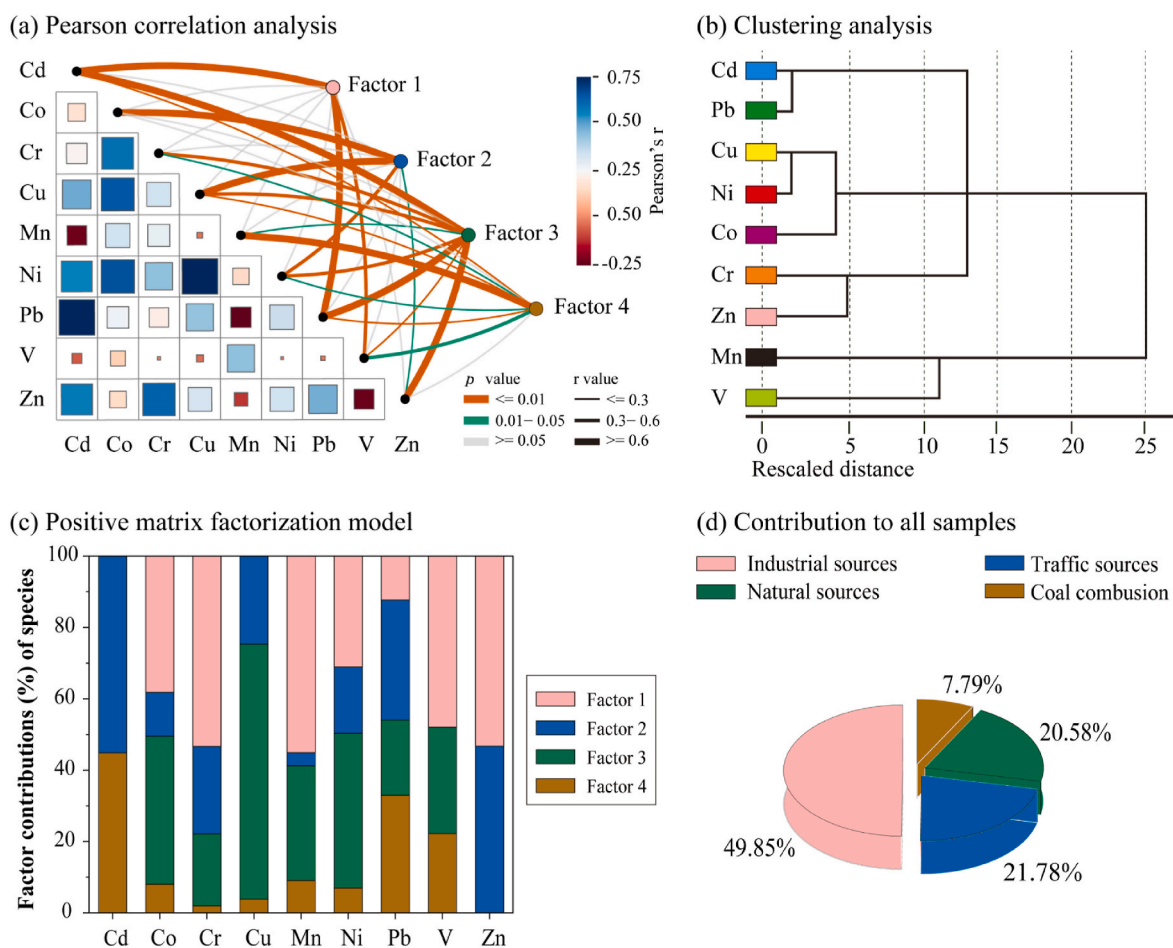 (a) Pearson correlation analysis
Cd
Co
Cr
Cu
Mn
Ni
Pb
V
Zn
Cd Co Cr Cu Mn Ni Pb V Zn
Factor 1
Factor 2
Factor 3
Factor 4
0.75
0.50
0.25
0.50
-0.25
Pearson's r
p value
<= 0.01
0.01– 0.05
>= 0.05
r value
<= 0.3
0.3– 0.6
>= 0.6
(b) Clustering analysis
Cd
Pb
Cu
Ni
Co
Cr
Zn
Mn
V
0 5 10 15 20 25
Rescaled distance
(c) Positive matrix factorization model
Factor contributions (%) of species
100
80
60
40
20
0
Cd Co Cr Cu Mn Ni Pb V Zn
Factor 1
Factor 2
Factor 3
Factor 4
(d) Contribution to all samples
Industrial sources
Traffic sources
Natural sources
Coal combusion
7.79%
20.58%
49.85%
21.78%